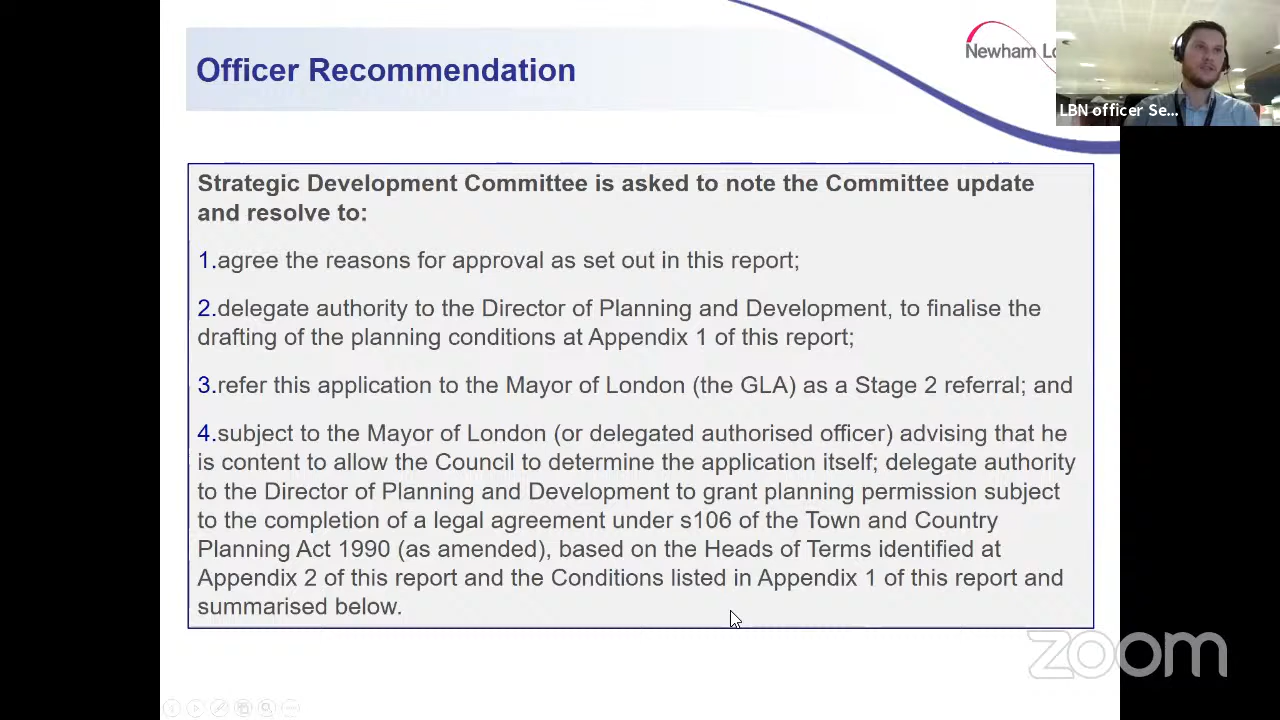 Officer Recommendation
Newham Lo
LBN officer Se...
Strategic Development Committee is asked to note the Committee update
and resolve to:
1.agree the reasons for approval as set out in this report;
2.delegate authority to the Director of Planning and Development, to finalise the
drafting of the planning conditions at Appendix 1 of this report;
3.refer this application to the Mayor of London (the GLA) as a Stage 2 referral; and
4.subject to the Mayor of London (or delegated authorised officer) advising that he
is content to allow the Council to determine the application itself; delegate authority
to the Director of Planning and Development to grant planning permission subject
to the completion of a legal agreement under s106 of the Town and Country
Planning Act 1990 (as amended), based on the Heads of Terms identified at
Appendix 2 of this report and the Conditions listed in Appendix 1 of this report and
summarised below.
zoom